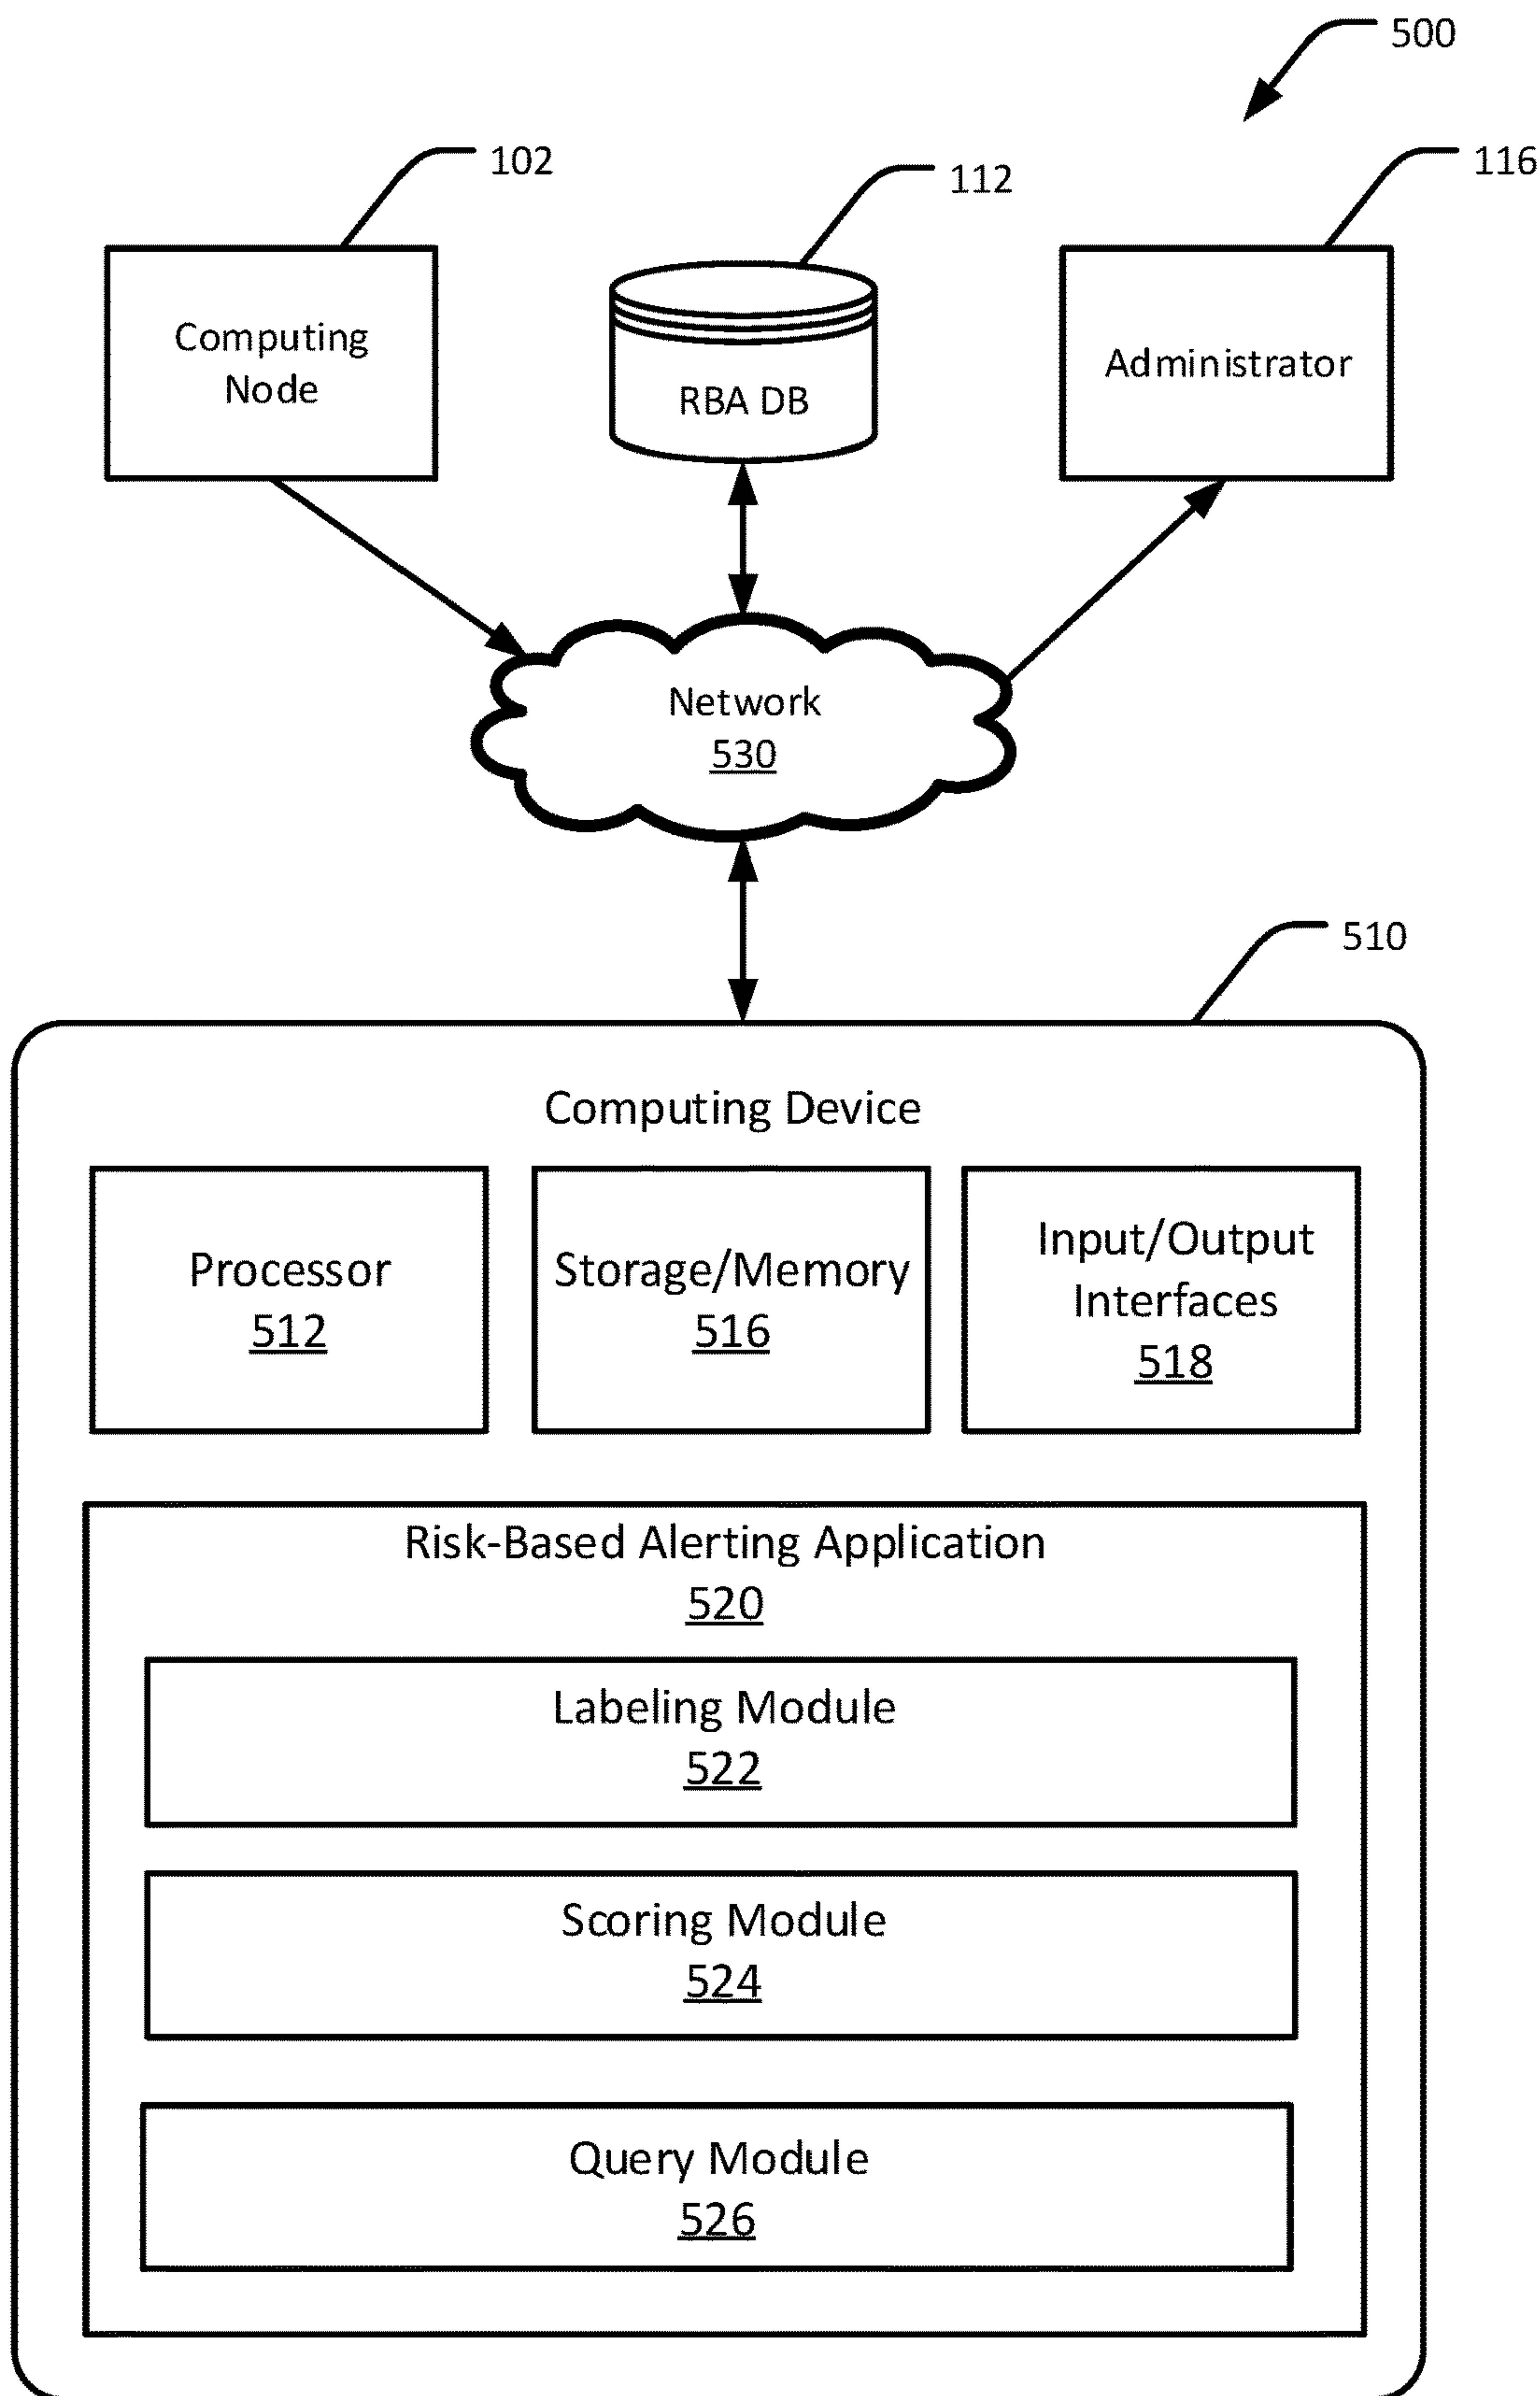 500
102
112
116
Computing
Node
RBA DB
Administrator
Network
530
510
Computing Device
Processor
512
Storage/Memory
516
Input/Output
Interfaces
518
Risk-Based Alerting Application
520
Labeling Module
522
Scoring Module
524
Query Module
526